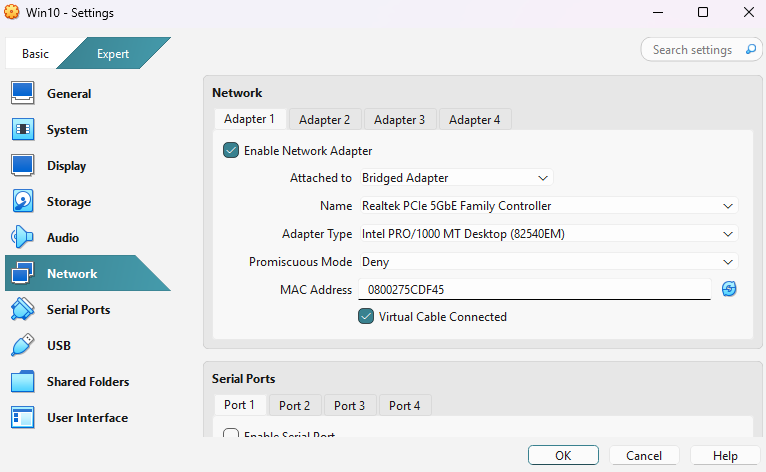 Win10 - Settings
Basic
Expert
Search settings
General
System
Display
Storage
Audio
Network
Serial Ports
USB
Shared Folders
User Interface
Network
Adapter 1
Adapter 2
Adapter 3
Adapter 4
Enable Network Adapter
Attached to Bridged Adapter
Name Realtek PCIe 5GbE Family Controller
Adapter Type Intel PRO/1000 MT Desktop (82540EM)
Promiscuous Mode Deny
MAC Address 0800275CDF45
Virtual Cable Connected
Serial Ports
Port 1
Port 2
Port 3
Port 4
Enable Serial Port
OK
Cancel
Help